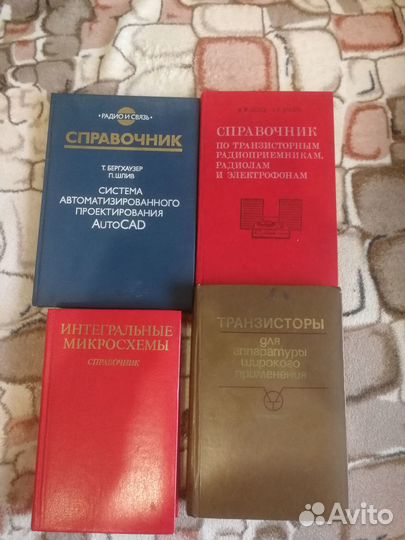 • РАДИО И СВЯЗЬ •
СПРАВОЧНИК
Т. БЕРГХАУЗЕР
П. ШЛИВ
СИСТЕМА
АВТОМАТИЗИРОВАННОГО
ПРОЕКТИРОВАНИЯ
AUTOCAD
СПРАВОЧНИК
ПО ТРАНЗИСТОРНЫМ
РАДИОПРИЕМНИКАМ,
РАДИОЛАМ
И ЭЛЕКТРОФОНАМ
ИНТЕГРАЛЬНЫЕ
МИКРОСХЕМЫ
СПРАВОЧНИК
ТРАНЗИСТОРЫ
для
аппаратуры
широкого
применения
Avito